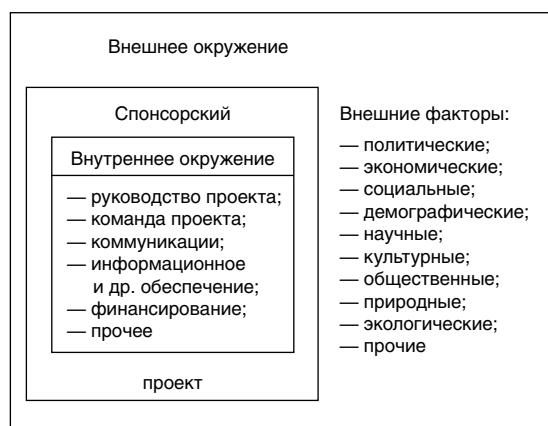 Внешнее окружение
Спонсорский
Внутреннее окружение
— руководство проекта;
— команда проекта;
— коммуникации;
— информационное
и др. обеспечение;
— финансирование;
— прочее
проект
Внешние факторы:
— политические;
— экономические;
— социальные;
— демографические;
— научные;
— культурные;
— общественные;
— природные;
— экологические;
— прочие